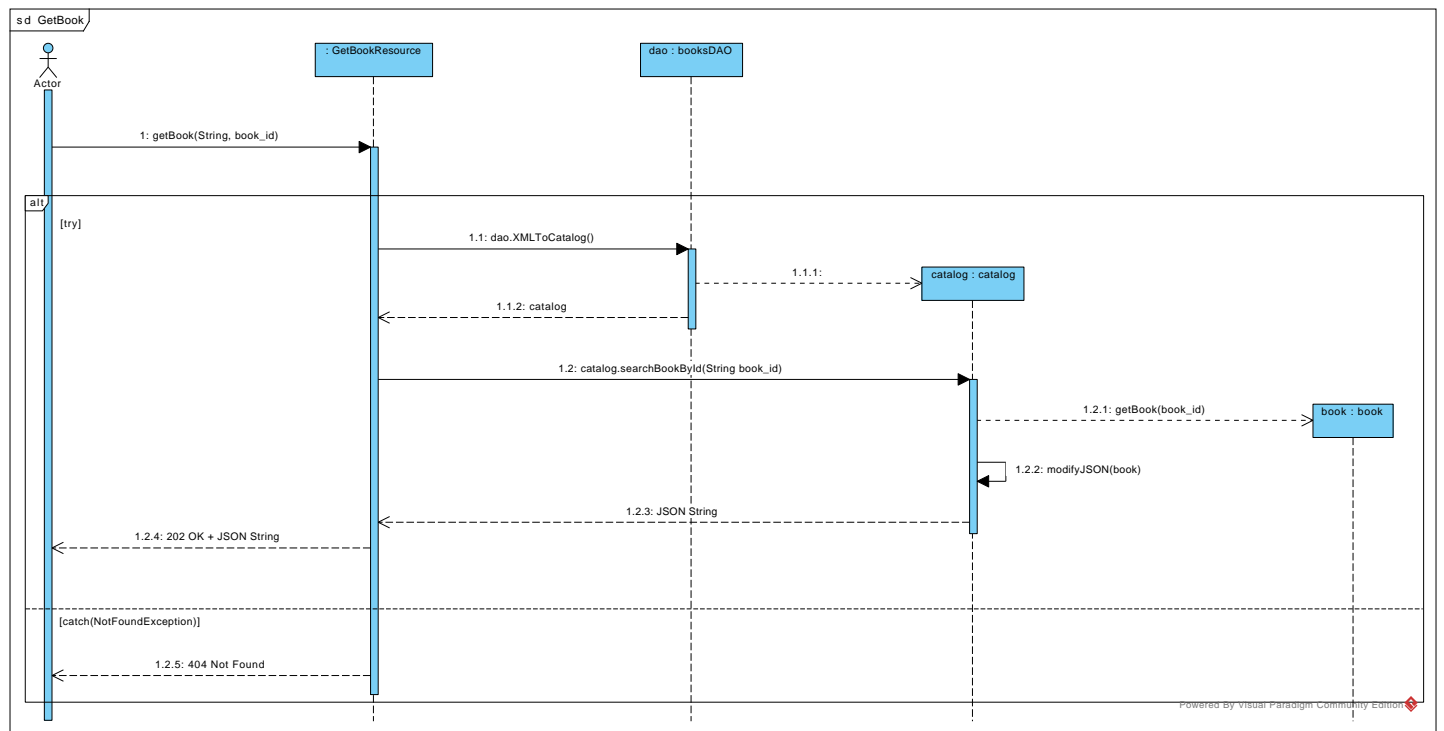 sd GetBook
: GetBookResource
dao : booksDAO
Actor
1: getBook(String, book_id)
alt
[try]
1.1: dao.XMLToCatalog()
1.1.1:
catalog : catalog
1.1.2: catalog
1.2: catalog.searchBookById(String book_id)
1.2.1: getBook(book_id)
book : book
1.2.2: modifyJSON(book)
1.2.3: JSON String
1.2.4: 202 OK + JSON String
[catch(NotFoundException)]
1.2.5: 404 Not Found
Powered By Visual Paradigm Community Edition